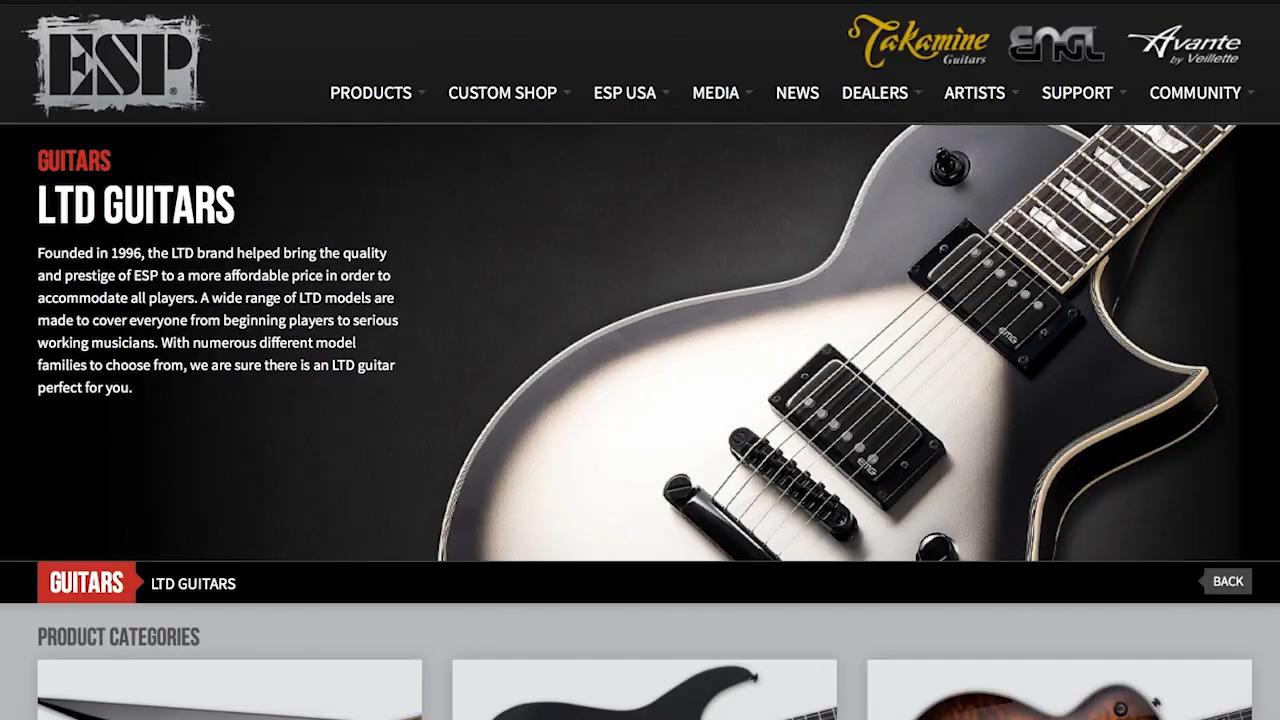 ESP®
Takamine
Guitars
ENGL
Avante
by Veillette
PRODUCTS CUSTOM SHOP ESP USA MEDIA NEWS DEALERS ARTISTS SUPPORT COMMUNITY
GUITARS
LTD GUITARS
Founded in 1996, the LTD brand helped bring the quality
and prestige of ESP to a more affordable price in order to
accommodate all players. A wide range of LTD models are
made to cover everyone from beginning players to serious
working musicians. With numerous different model
families to choose from, we are sure there is an LTD guitar
perfect for you.
EMG
EMG
GUITARS LTD GUITARS BACK
PRODUCT CATEGORIES